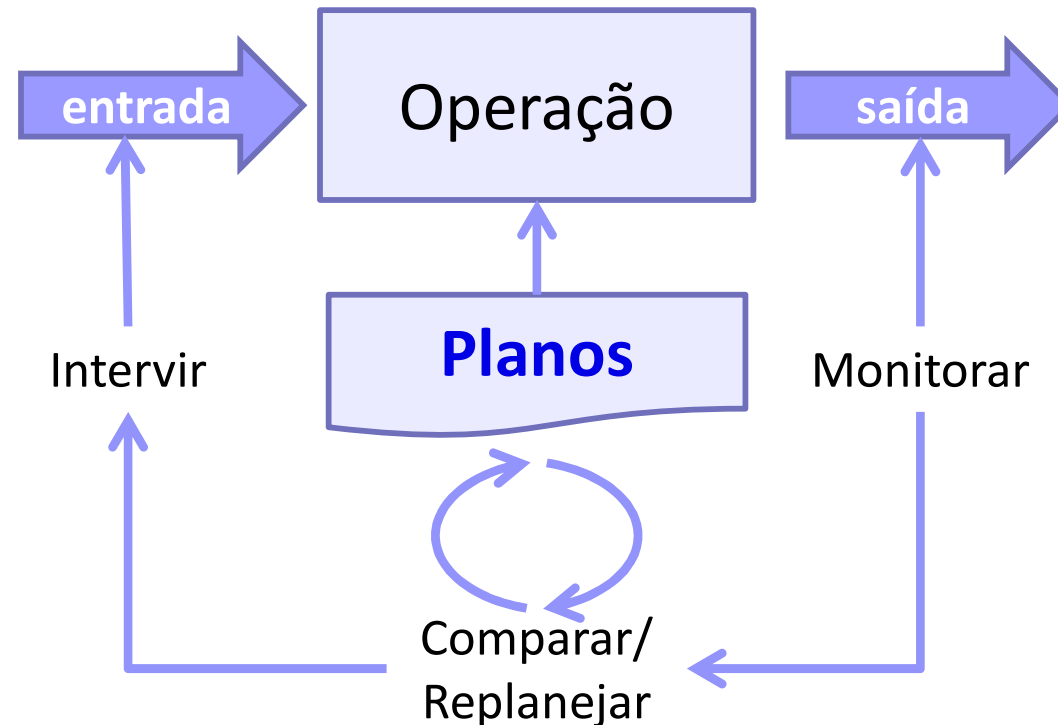 entrada
Operação
saída
Planos
Intervir
Monitorar
Comparar/
Replanejar